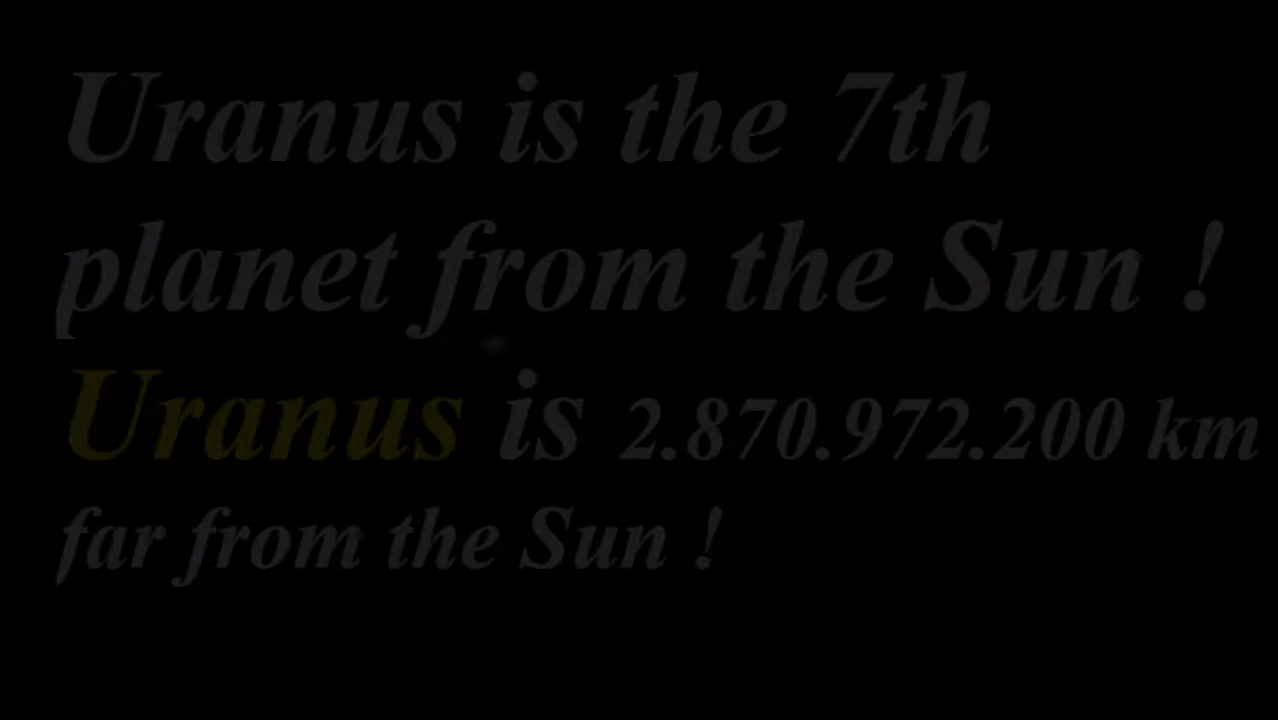 Uranus is the 7th
planet from the Sun !
Uranus is 2.870.972.200 km
far from the Sun !